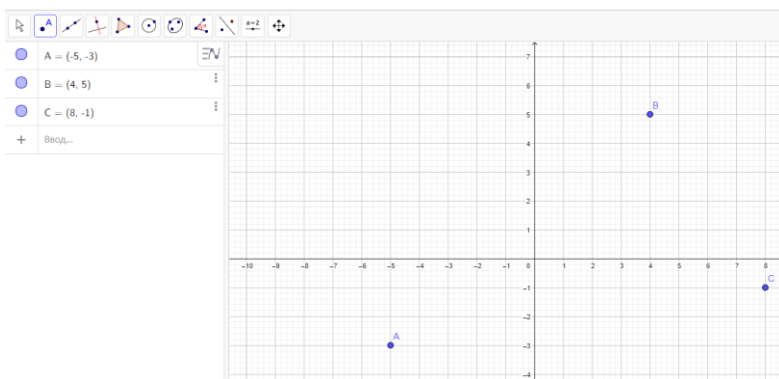 A
a=2
A = (-5, -3)
B = (4, 5)
C = (8, -1)
+ Ввод...
7
6
B
5
4
3
2
1
-10 -9 -8 -7 -6 -5 -4 -3 -2 -1 0 1 2 3 4 5 6 7 8
C
-1
-2
A
-3
-4